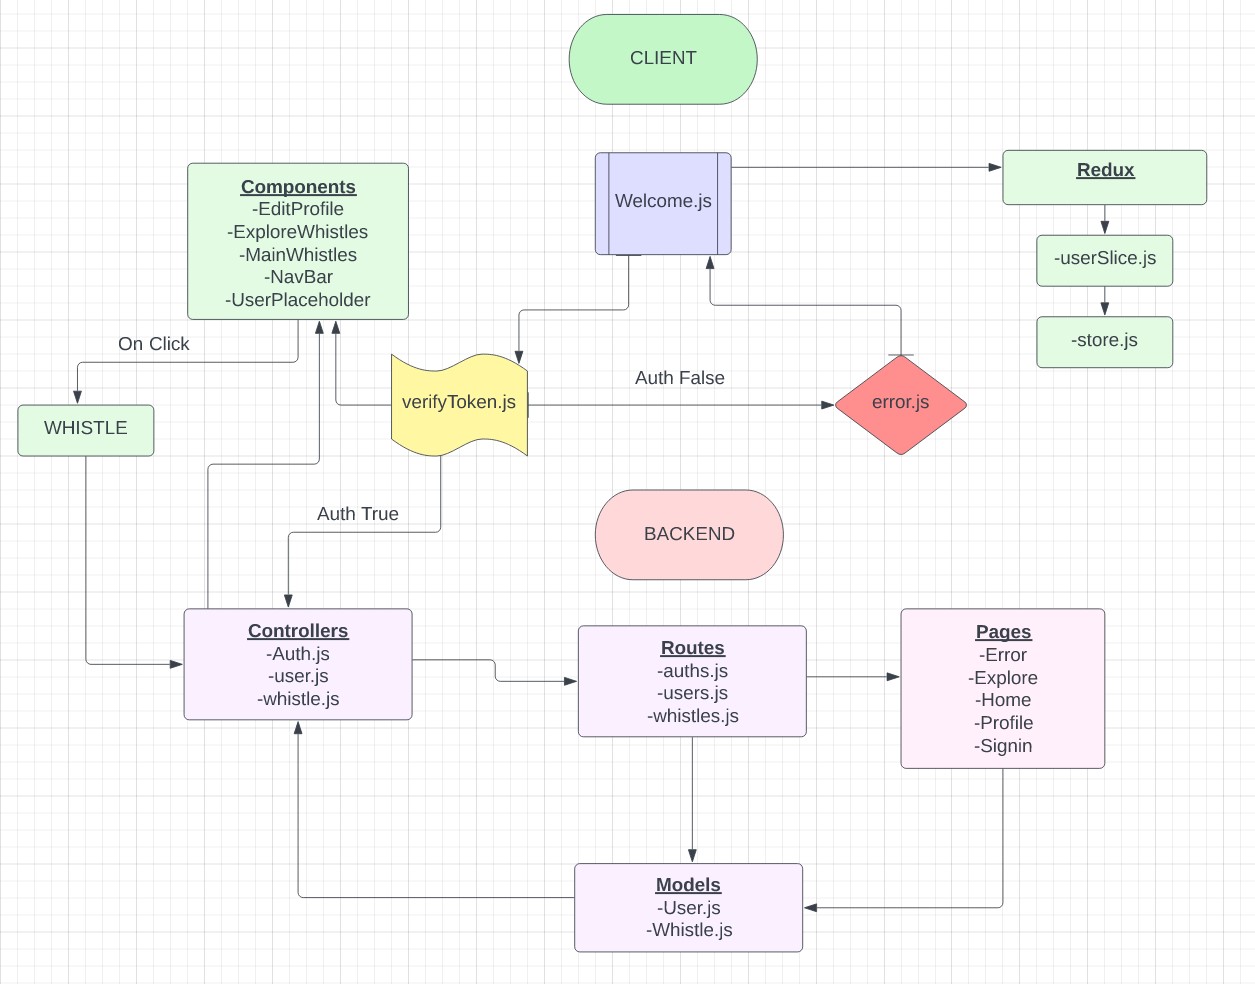 CLIENT
Components
-EditProfile
-ExploreWhistles
-MainWhistles
-NavBar
-UserPlaceholder
Welcome.js
Redux
-userSlice.js
-store.js
On Click
WHISTLE
verifyToken.js
Auth False
error.js
Auth True
BACKEND
Controllers
-Auth.js
-user.js
-whistle.js
Routes
-auths.js
-users.js
-whistles.js
Pages
-Error
-Explore
-Home
-Profile
-Signin
Models
-User.js
-Whistle.js